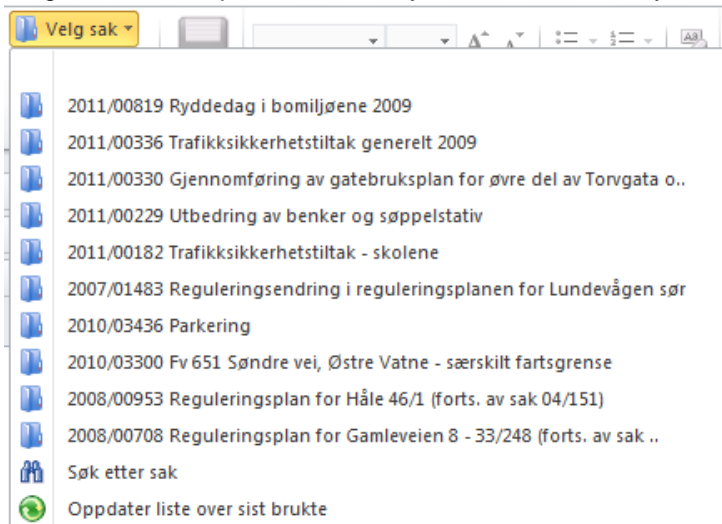 Velg sak
2011/00819 Ryddedag i bomiljøene 2009
2011/00336 Trafikksikkerhetstiltak generelt 2009
2011/00330 Gjennomføring av gatebruksplan for øvre del av Torvgata o..
2011/00229 Utbedring av benker og søppelstativ
2011/00182 Trafikksikkerhetstiltak - skolene
2007/01483 Reguleringsendring i reguleringsplanen for Lundevågen sør
2010/03436 Parkering
2010/03300 Fv 651 Søndre vei, Østre Vatne - særskilt fartsgrense
2008/00953 Reguleringsplan for Håle 46/1 (forts. av sak 04/151)
2008/00708 Reguleringsplan for Gamleveien 8 - 33/248 (forts. av sak ..
Søk etter sak
Oppdater liste over sist brukte